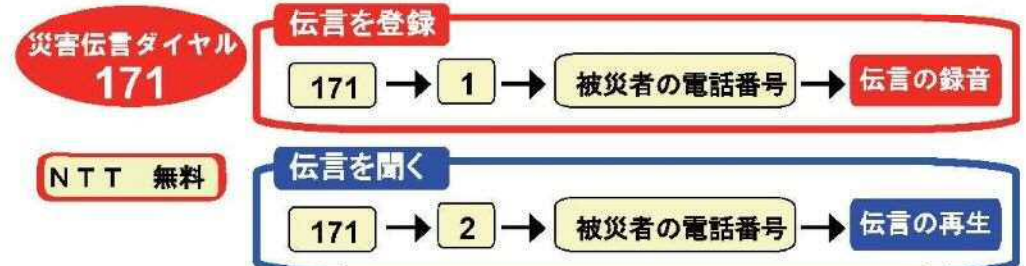 災害伝言ダイヤル
171
伝言を登録
171 → 1 → 被災者の電話番号 → 伝言の録音
NTT 無料
伝言を聞く
171 → 2 → 被災者の電話番号 → 伝言の再生